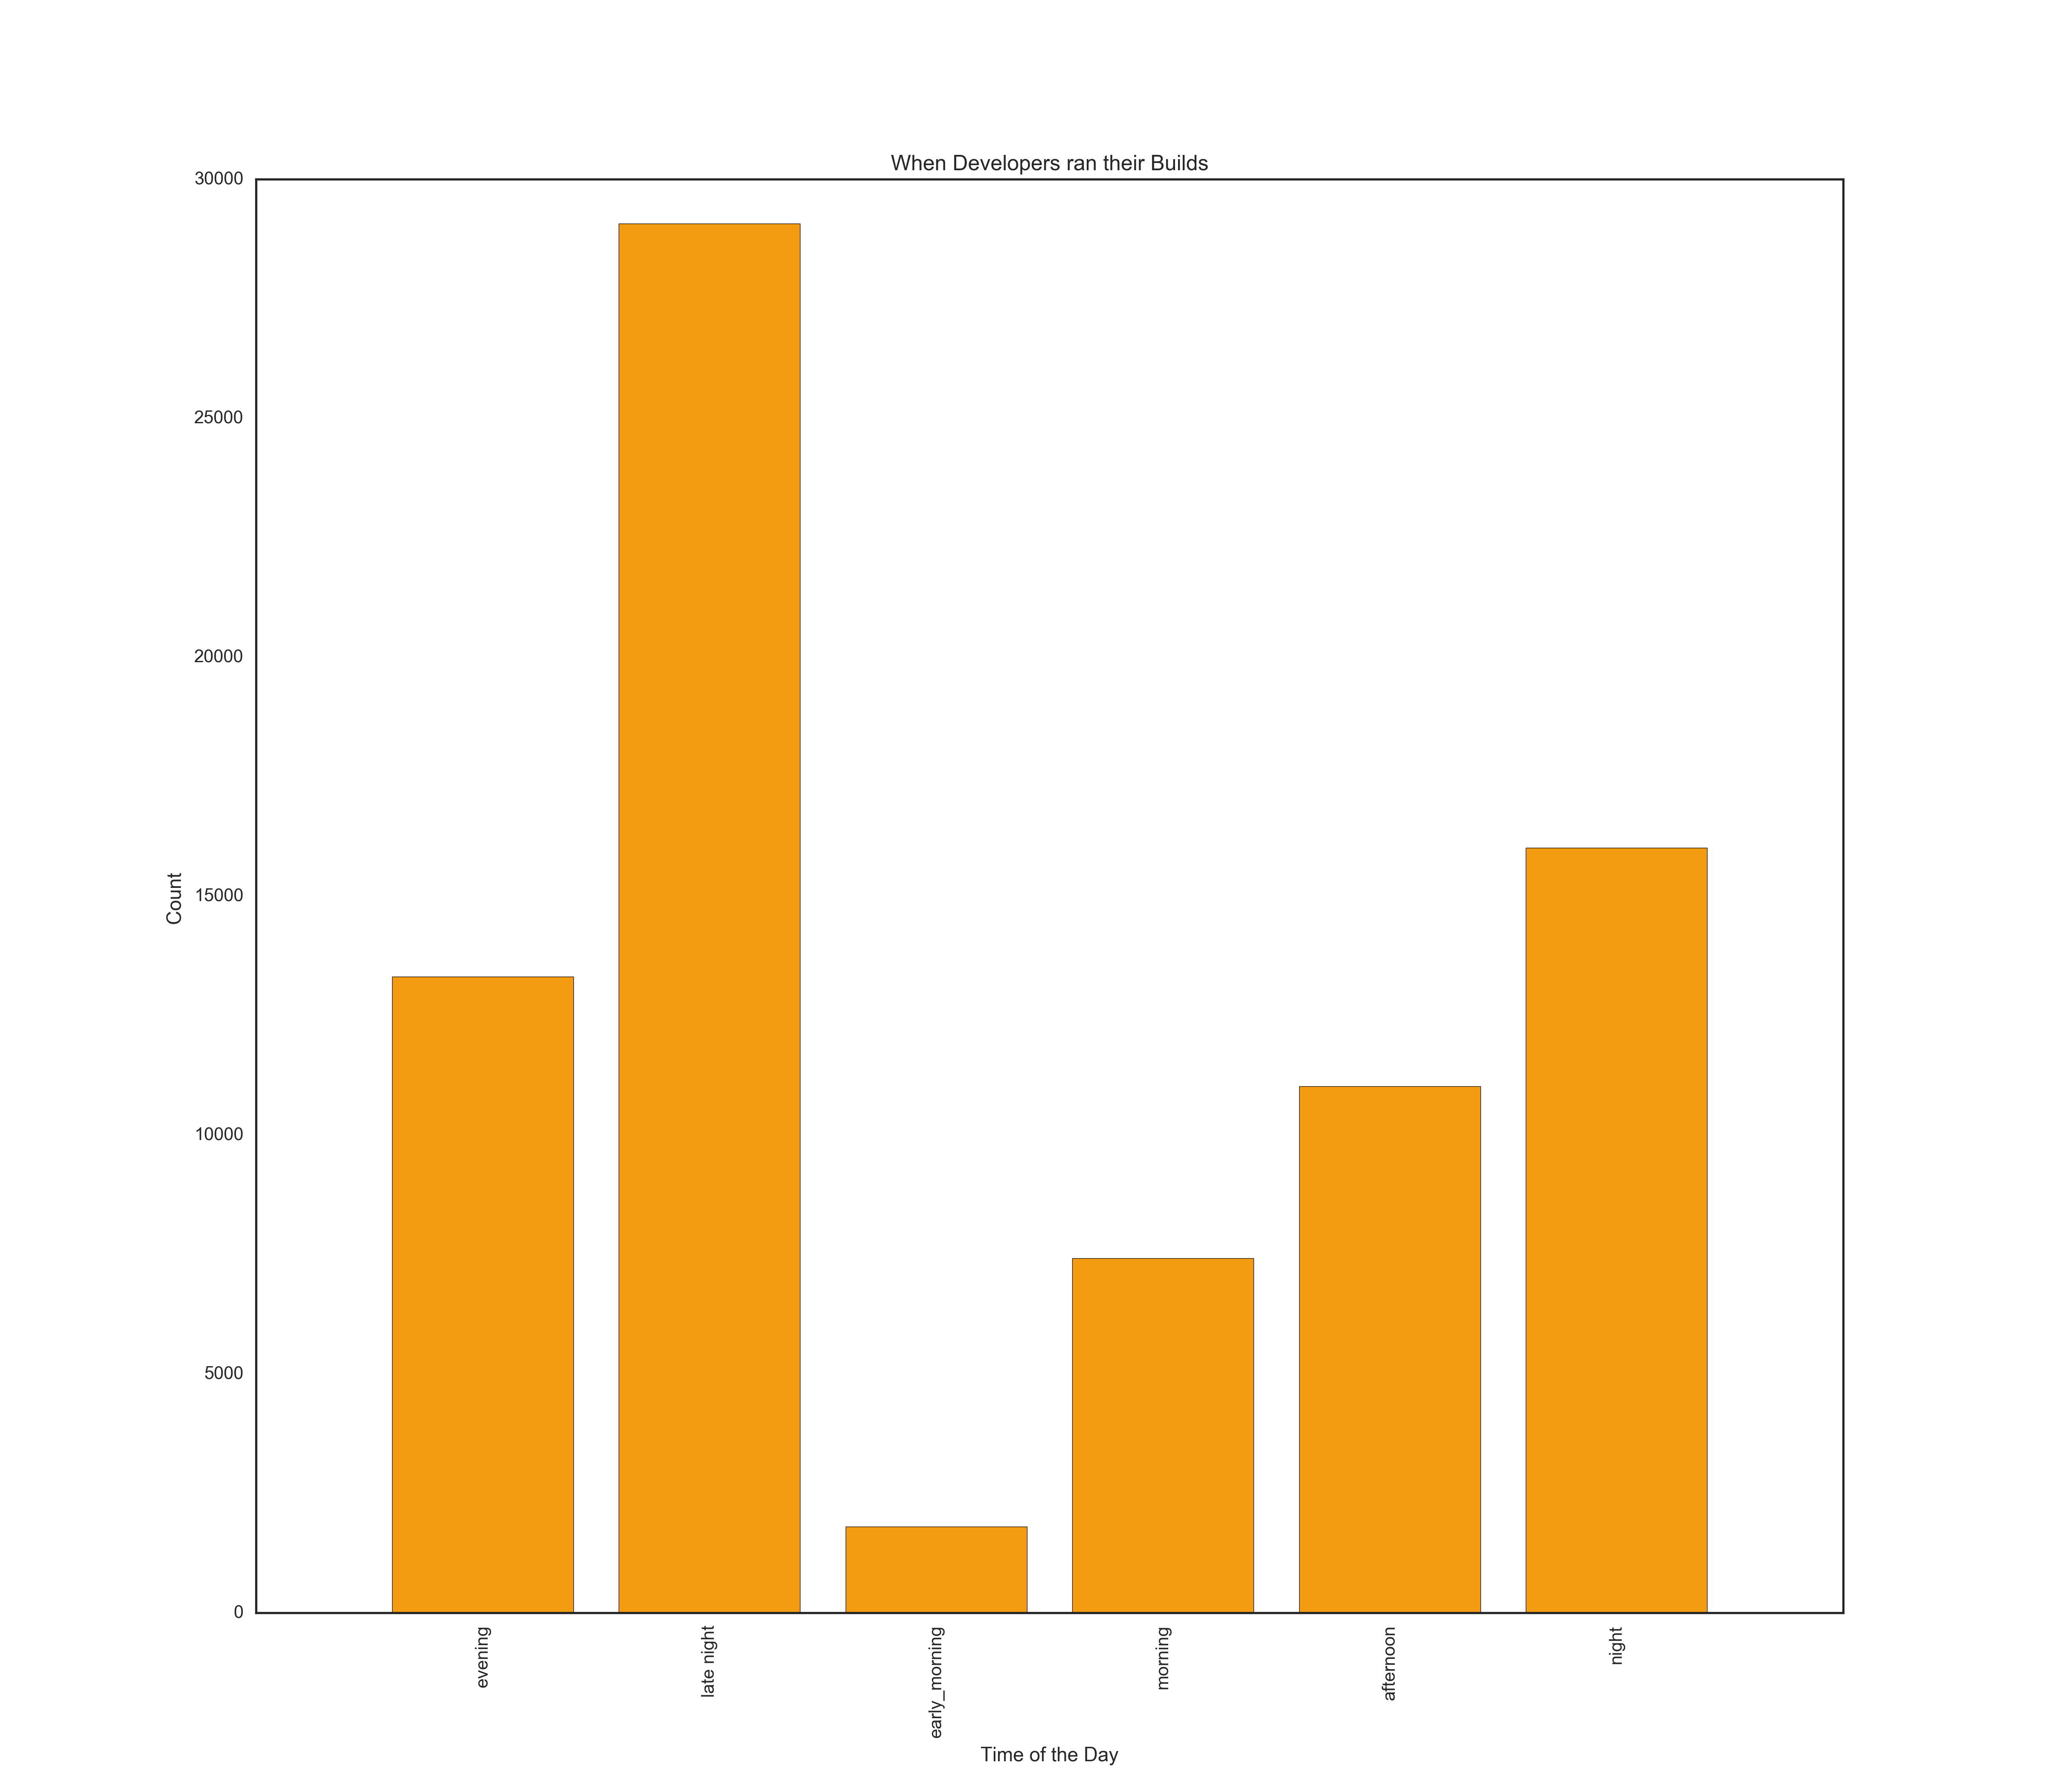 When Developers ran their Builds
30000
25000
20000
15000
10000
5000
0
Count
evening
late night
early_morning
morning
afternoon
night
Time of the Day